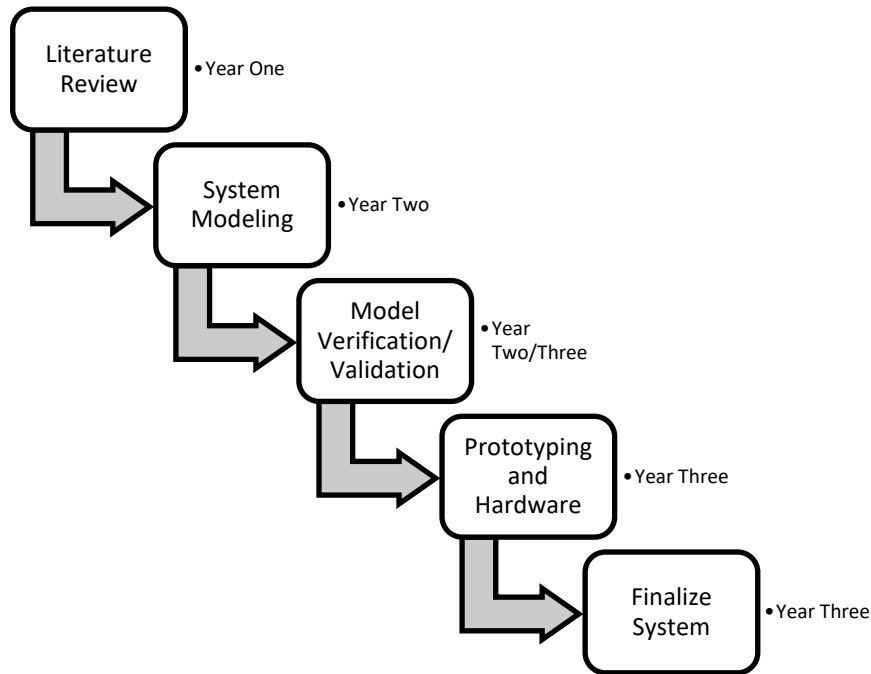 Literature
Review
• Year One
System
Modeling
• Year Two
Model
Verification/
Validation
• Year
Two/Three
Prototyping
and
Hardware
• Year Three
Finalize
System
• Year Three